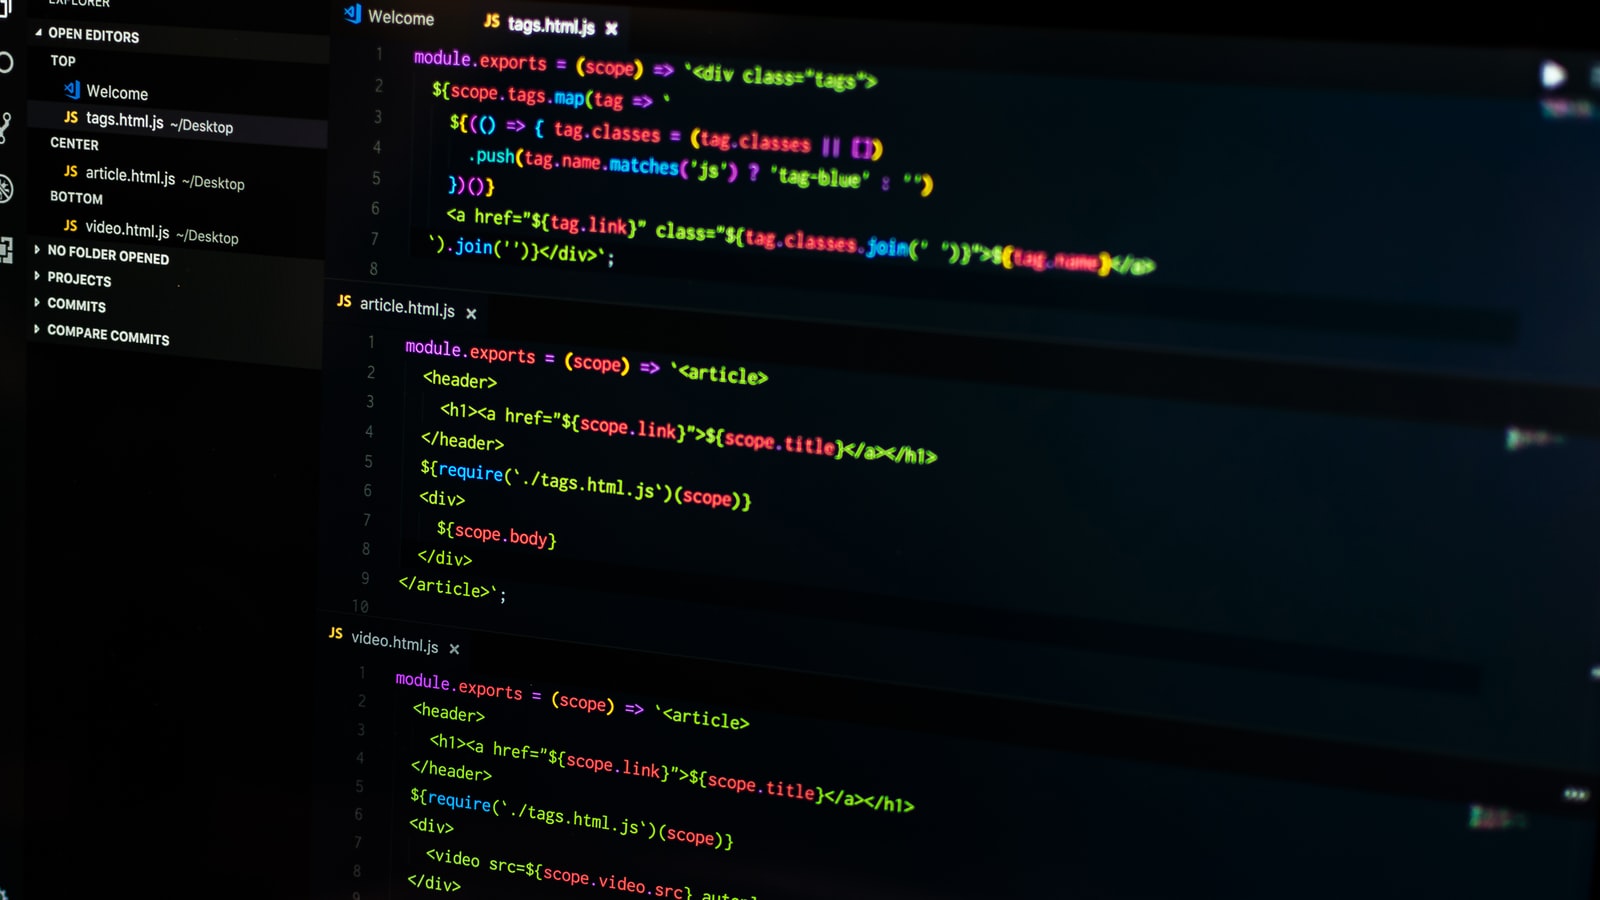 EXPLORER
OPEN EDITORS
TOP
Welcome
JS tags.html.js ~/Desktop
CENTER
JS article.html.js ~/Desktop
BOTTOM
JS video.html.js ~/Desktop
NO FOLDER OPENED
PROJECTS
COMMITS
COMPARE COMMITS
Welcome JS tags.html.js ×
1 module.exports = (scope) => `<div class="tags">
2 ${scope.tags.map(tag => `
3 ${(() => { tag.classes = (tag.classes || [])
4 .push(tag.name.matches('js') ? 'tag-blue' : '')
5 })()}
6 <a href="${tag.link}" class="${tag.classes.join(' ')}">${tag.name}</a>
7 `).join('')}</div>`;
8
JS article.html.js ×
1 module.exports = (scope) => `<article>
2 <header>
3 <h1><a href="${scope.link}">${scope.title}</a></h1>
4 </header>
5 ${require(`./tags.html.js`)(scope)}
6 <div>
7 ${scope.body}
8 </div>
9 </article>`;
10
JS video.html.js ×
1 module.exports = (scope) => `<article>
2 <header>
3 <h1><a href="${scope.link}">${scope.title}</a></h1>
4 </header>
5 ${require(`./tags.html.js`)(scope)}
6 <div>
7 <video src=${scope.video.src}
8 </div>
9